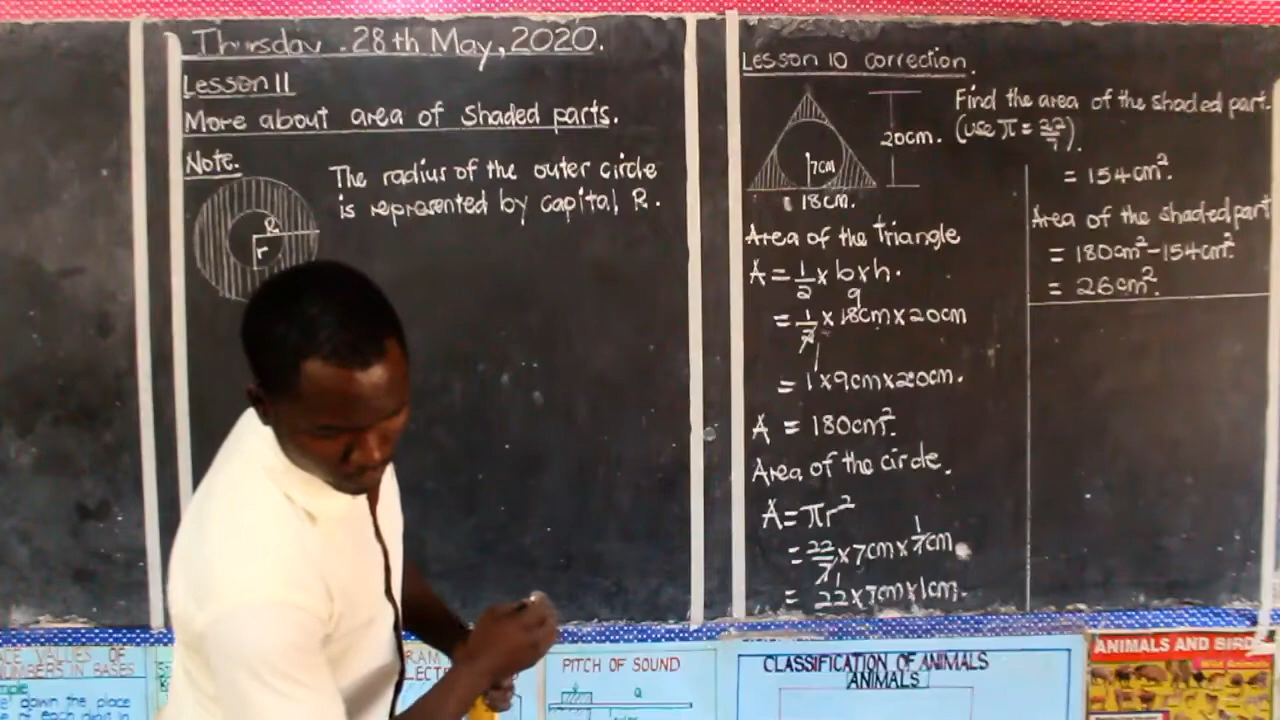 Thursday. 28th May, 2020.
Lesson 11
More about area of shaded parts.
Note.
The radius of the outer circle
is represented by capital R.
R
r
Lesson 10 correction.
Find the area of the shaded part.
(use π = 22/7).
20cm.
7cm
18cm.
Area of the Triangle
A = 1/2 x b x h.
9
= 1/2 x 18cm x 20cm
1
= 1 x 9cm x 20cm.
A = 180cm².
Area of the circle.
A = πr²
1
= 22/7 x 7cm x 7cm
1
= 22 x 7cm x 1cm.
= 154cm².
Area of the shaded part
= 180cm² - 154cm².
= 26cm².
PITCH OF SOUND
CLASSIFICATION OF ANIMALS
ANIMALS
ANIMALS AND BIRD